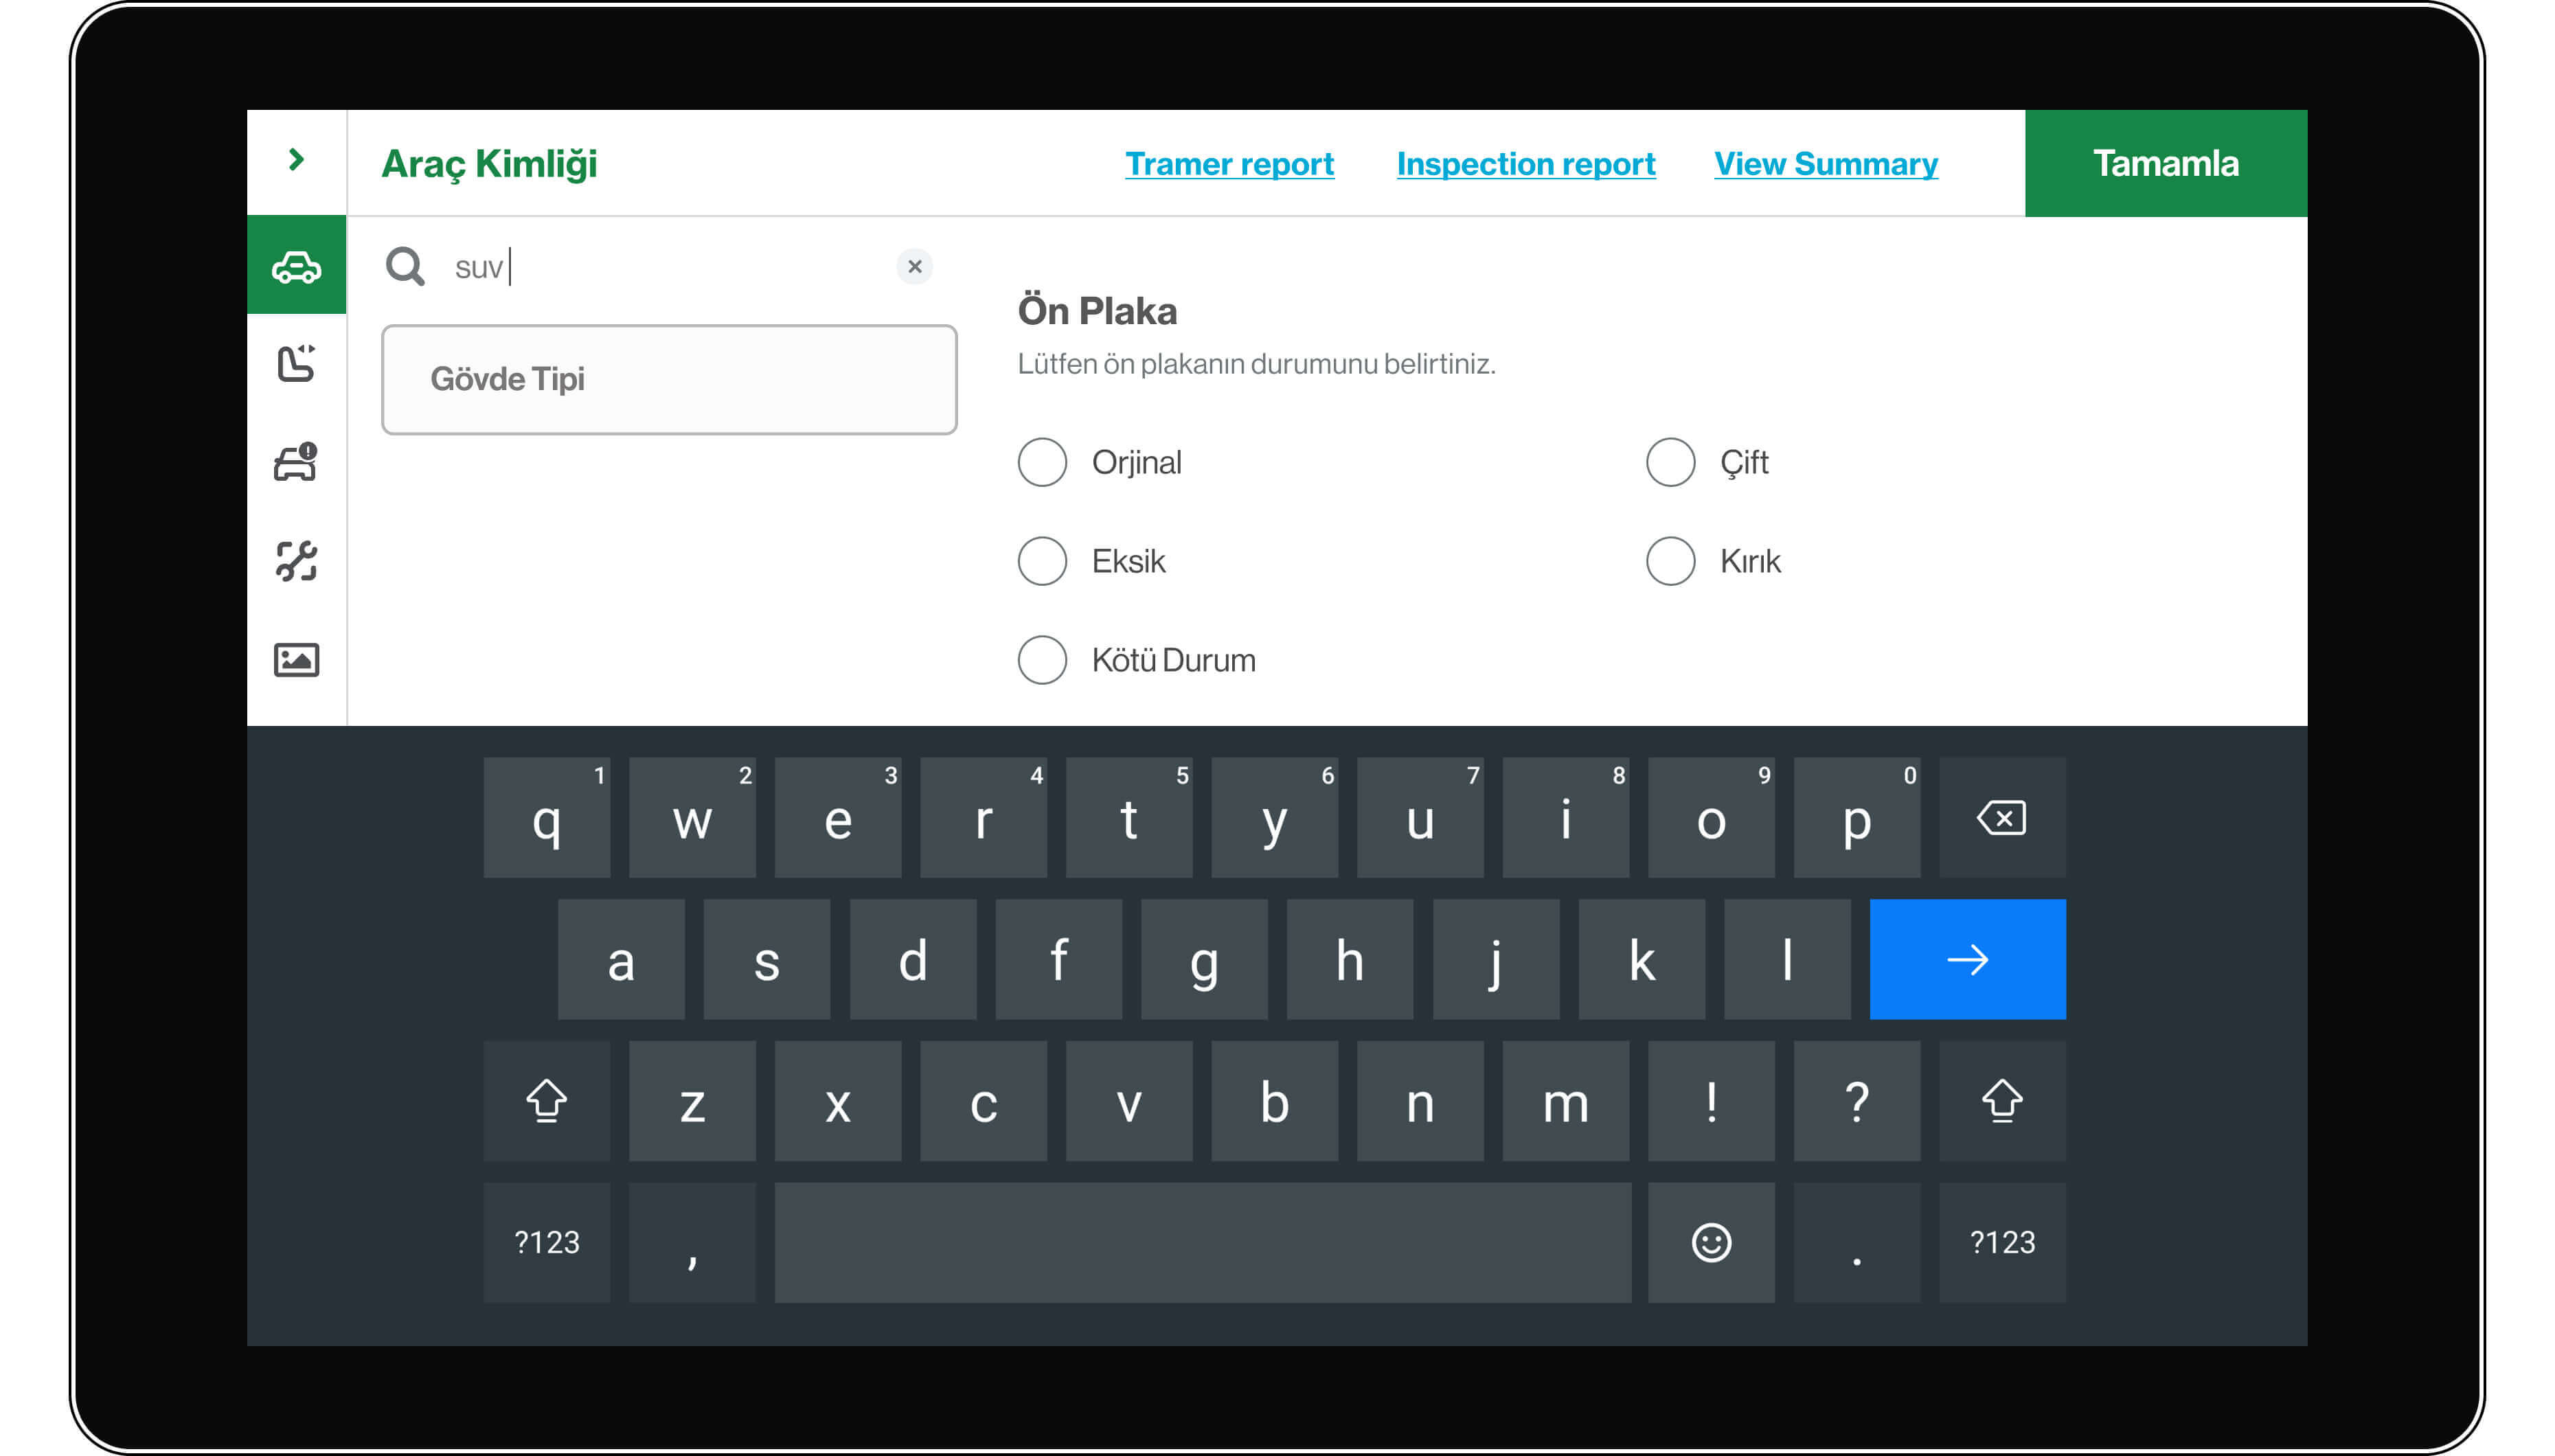 Araç Kimliği
Tramer report Inspection report View Summary
Tamamla
suv
Gövde Tipi
Ön Plaka
Lütfen ön plakanın durumunu belirtiniz.
Orjinal Çift
Eksik Kırık
Kötü Durum
1 2 3 4 5 6 7 8 9 0
q w e r t y u i o p
a s d f g h j k l
z x c v b n m ! ?
?123 , . ?123